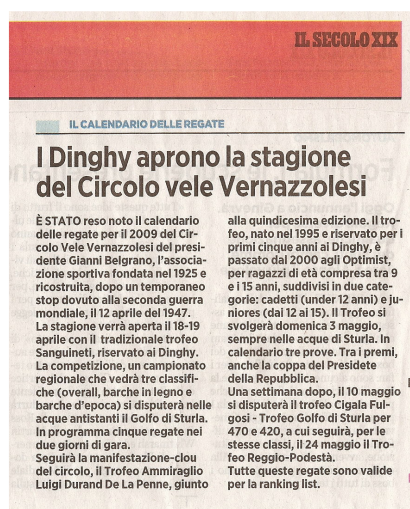 IL SECOLO XIX
IL CALENDARIO DELLE REGATE
I Dinghy aprono la stagione
del Circolo vele Vernazzolesi
È STATO reso noto il calendario
delle regate per il 2009 del Cir-
colo Vele Vernazzolesi del presi-
dente Gianni Belgrano, l'associa-
zione sportiva fondata nel 1925 e
ricostruita, dopo un temporaneo
stop dovuto alla seconda guerra
mondiale, il 12 aprile del 1947.
La stagione verrà aperta il 18-19
aprile con il tradizionale trofeo
Sanguineti, riservato ai Dinghy.
La competizione, un campionato
regionale che vedrà tre classifi-
che (overall, barche in legno e
barche d'epoca) si disputerà nelle
acque antistanti il Golfo di Sturla.
In programma cinque regate nei
due giorni di gara.
Seguirà la manifestazione-clou
del circolo, il Trofeo Ammiraglio
Luigi Durand De La Penne, giunto
alla quindicesima edizione. Il tro-
feo, nato nel 1995 e riservato per i
primi cinque anni ai Dinghy, è
passato dal 2000 agli Optimist,
per ragazzi di età compresa tra 9
e i 15 anni, suddivisi in due cate-
gorie: cadetti (under 12 anni) e ju-
niores (dai 12 ai 15). Il Trofeo si
svolgerà domenica 3 maggio,
sempre nelle acque di Sturla. In
calendario tre prove. Tra i premi,
anche la coppa del Presidete
della Repubblica.
Una settimana dopo, il 10 maggio
si disputerà il trofeo Cigala Ful-
gosi - Trofeo Golfo di Sturla per
470 e 420, a cui seguirà, per le
stesse classi, il 24 maggio il Tro-
feo Reggio-Podestà.
Tutte queste regate sono valide
per la ranking list.